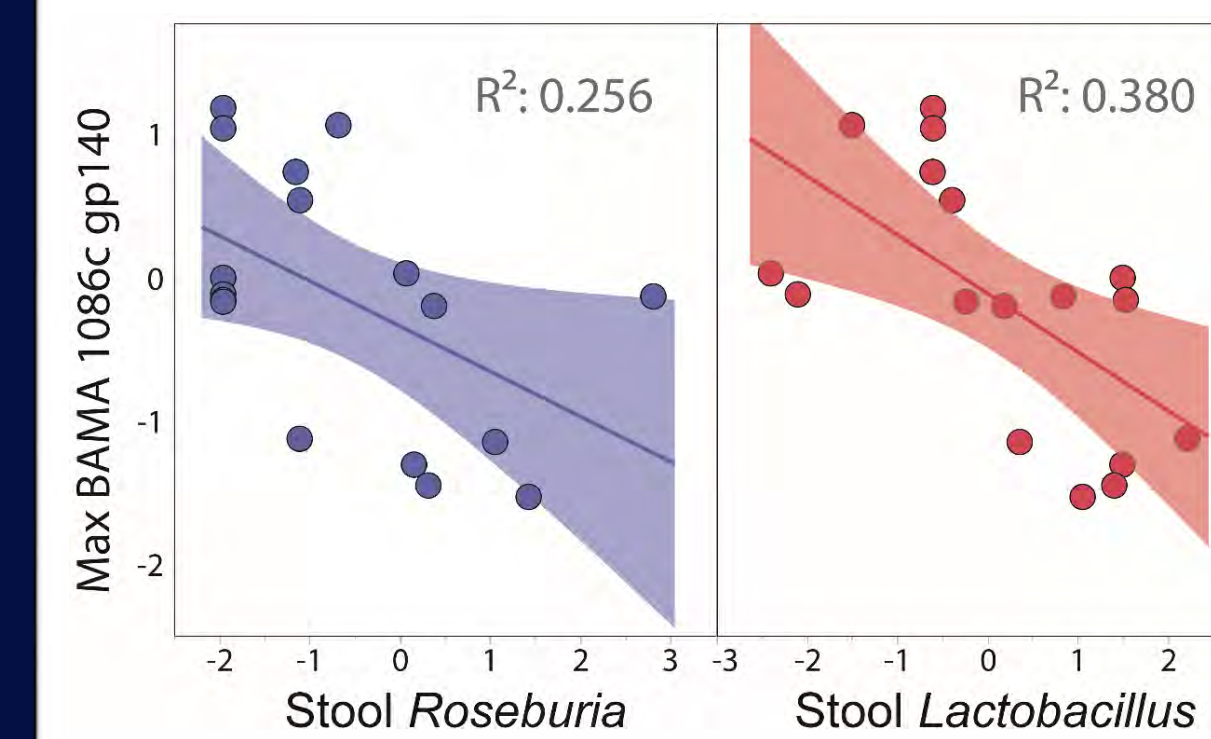 R²: 0.256
R²: 0.380
Max BAMA 1086c gp140
1
0
-1
-2
-2 -1 0 1 2 3 -3 -2 -1 0 1 2
Stool Roseburia Stool Lactobacillus